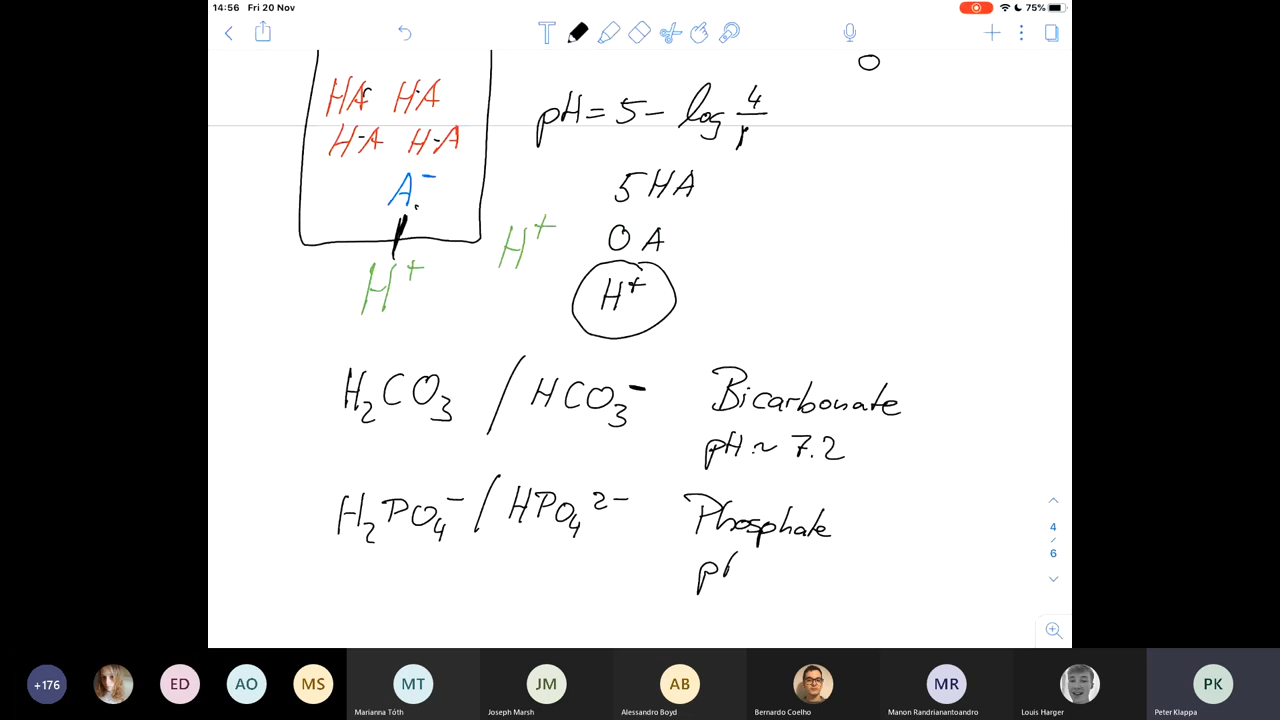 14:56 Fri 20 Nov
75%
HA HA
HA HA
A⁻
H⁺
H⁺
pH = 5 - log 4/1
5HA
0 A
H⁺
H₂CO₃ / HCO₃⁻ Bicarbonate
pH ~ 7.2
H₂PO₄⁻ / HPO₄²⁻ Phosphate
4
/
6
+176
ED
AO
MS
MT
Marianna Tóth
JM
Joseph Marsh
AB
Alessandro Boyd
Bernardo Coelho
MR
Manon Randrianantoandro
Louis Harger
PK
Peter Klappa